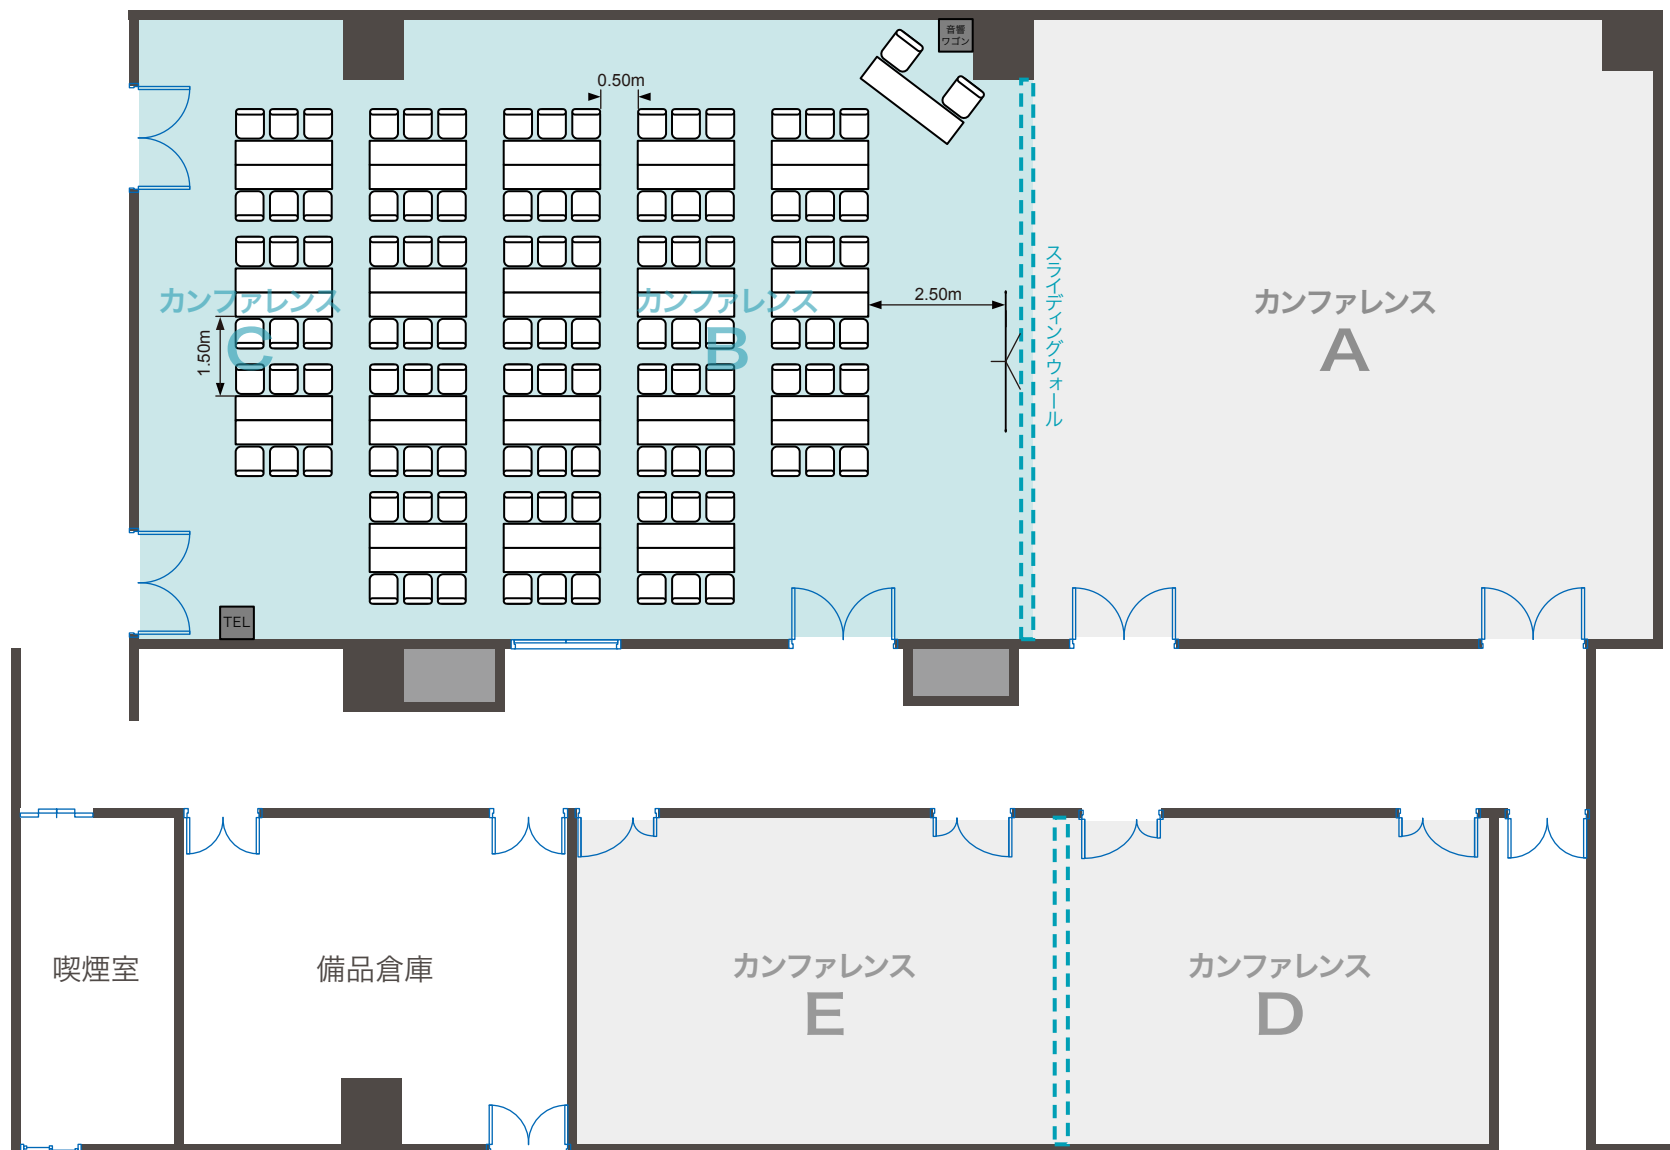 音響
ワゴン
0.50m
カンファレンス
C
カンファレンス
B
2.50m
1.50m
スライディングウォール
カンファレンス
A
TEL
喫煙室
備品倉庫
カンファレンス
E
カンファレンス
D